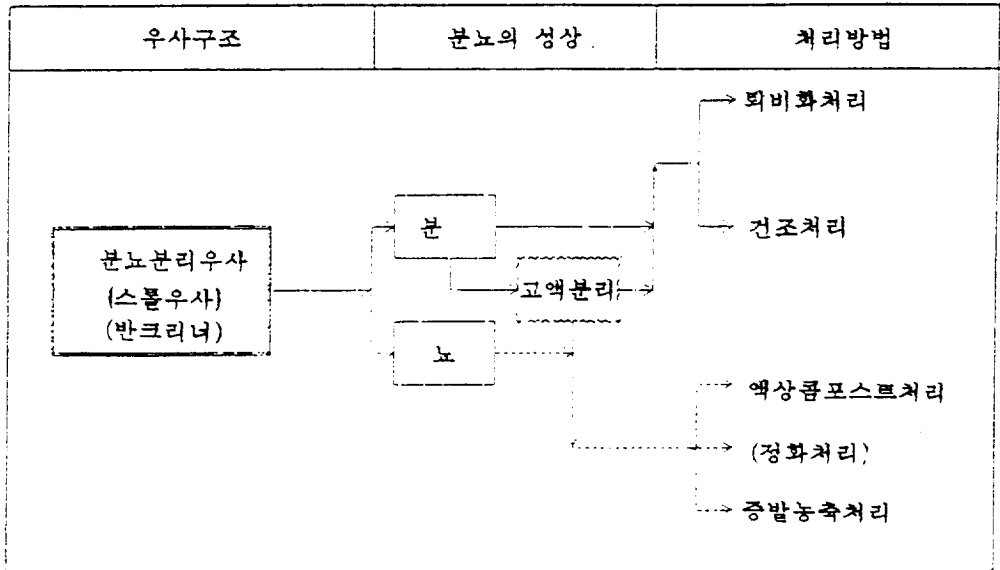 우사구조
분뇨의 성상
처리방법
퇴비화처리
분
건조처리
분뇨분리우사
(스톨우사)
(반크리너)
고액분리
뇨
액상콤포스트처리
(정화처리)
증발농축처리